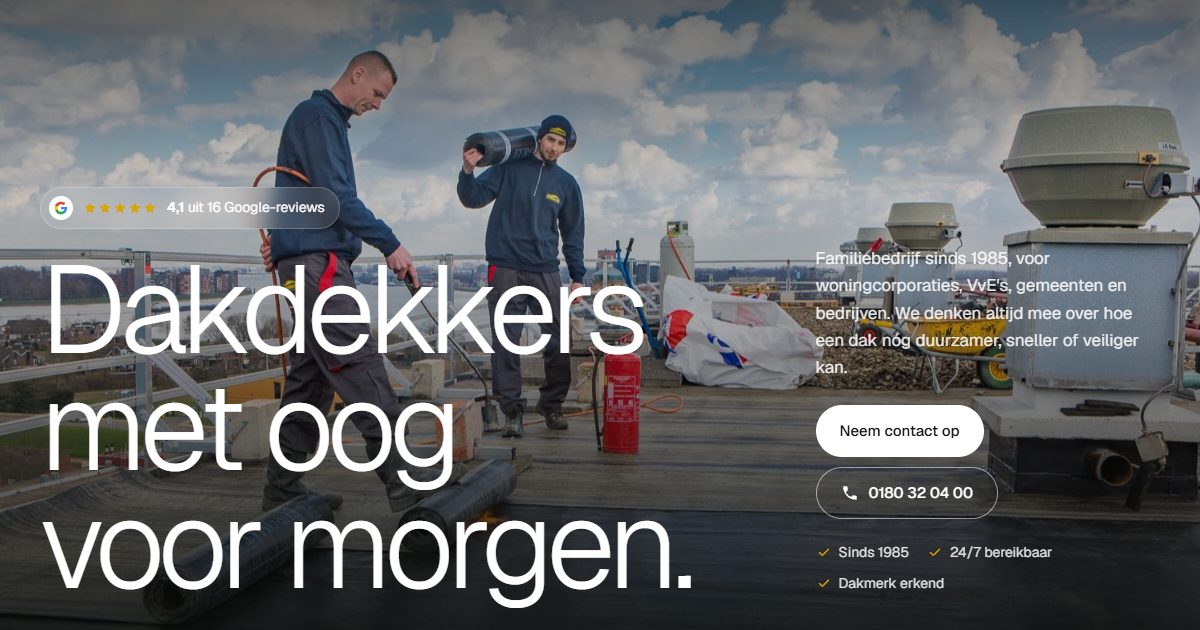 4,1 uit 16 Google-reviews
Dakdekkers
met oog
voor morgen.
Familiebedrijf sinds 1985, voor
woningcorporaties, VvE's, gemeenten en
bedrijven. We denken altijd mee over hoe
een dak nóg duurzamer, sneller of veiliger
kan.
Neem contact op
0180 32 04 00
Sinds 1985
24/7 bereikbaar
Dakmerk erkend